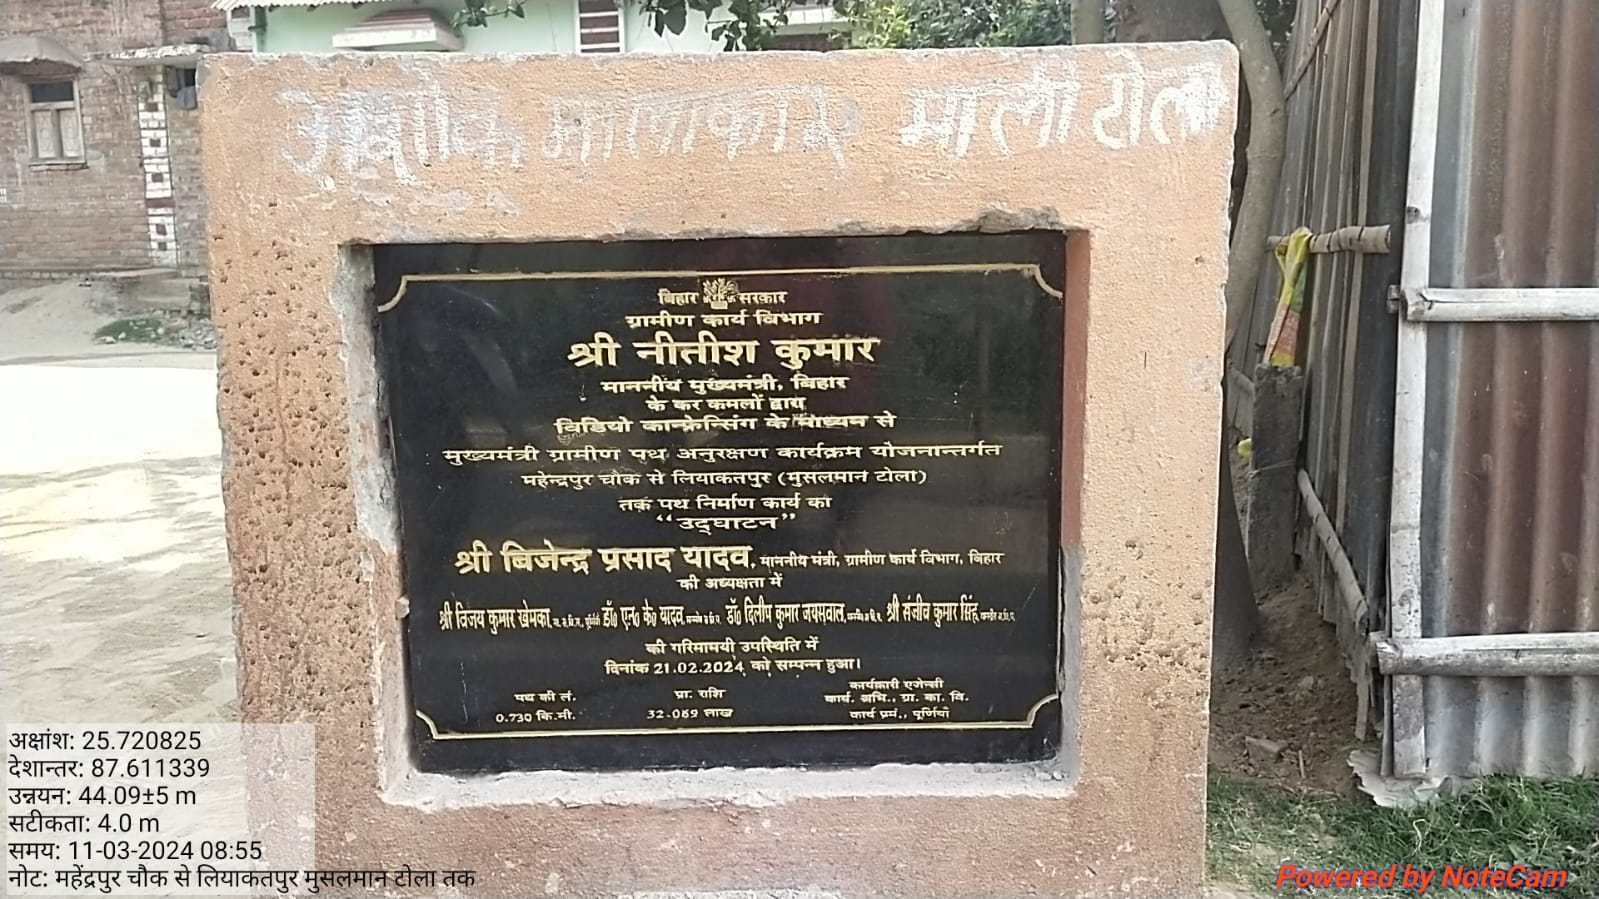 अशोक मालाकार माली टोला
बिहार सरकार
ग्रामीण कार्य विभाग
श्री नीतीश कुमार
माननीय मुख्यमंत्री, बिहार
के कर कमलों द्वारा
विडियो कान्फ्रेन्सिंग के माध्यम से
मुख्यमंत्री ग्रामीण पथ अनुरक्षण कार्यक्रम योजनान्तर्गत
महेन्द्रपुर चौक से लियाकतपुर (मुसलमान टोला)
तक पथ निर्माण कार्य का
“उद्घाटन”
श्री बिजेन्द्र प्रसाद यादव, माननीय मंत्री, ग्रामीण कार्य विभाग, बिहार
की अध्यक्षता में
श्री विजय कुमार खेमका, डॉ० एन० के० यादव, डॉ० दिलीप कुमार जयसवाल, श्री संजीव कुमार सिंह,
की गरिमामयी उपस्थिति में
दिनांक 21.02.2024 को सम्पन्न हुआ।
पथ की लं. प्रा. राशि कार्यकारी एजेन्सी
कार्य. अभि., ग्रा. का. वि.
0.730 कि.मी. 32.069 लाख कार्य प्रमं., पूर्णियाँ
अक्षांश: 25.720825
देशान्तर: 87.611339
उन्नयन: 44.09±5 m
सटीकता: 4.0 m
समय: 11-03-2024 08:55
नोट: महेंद्रपुर चौक से लियाकतपुर मुसलमान टोला तक
Powered by NoteCam